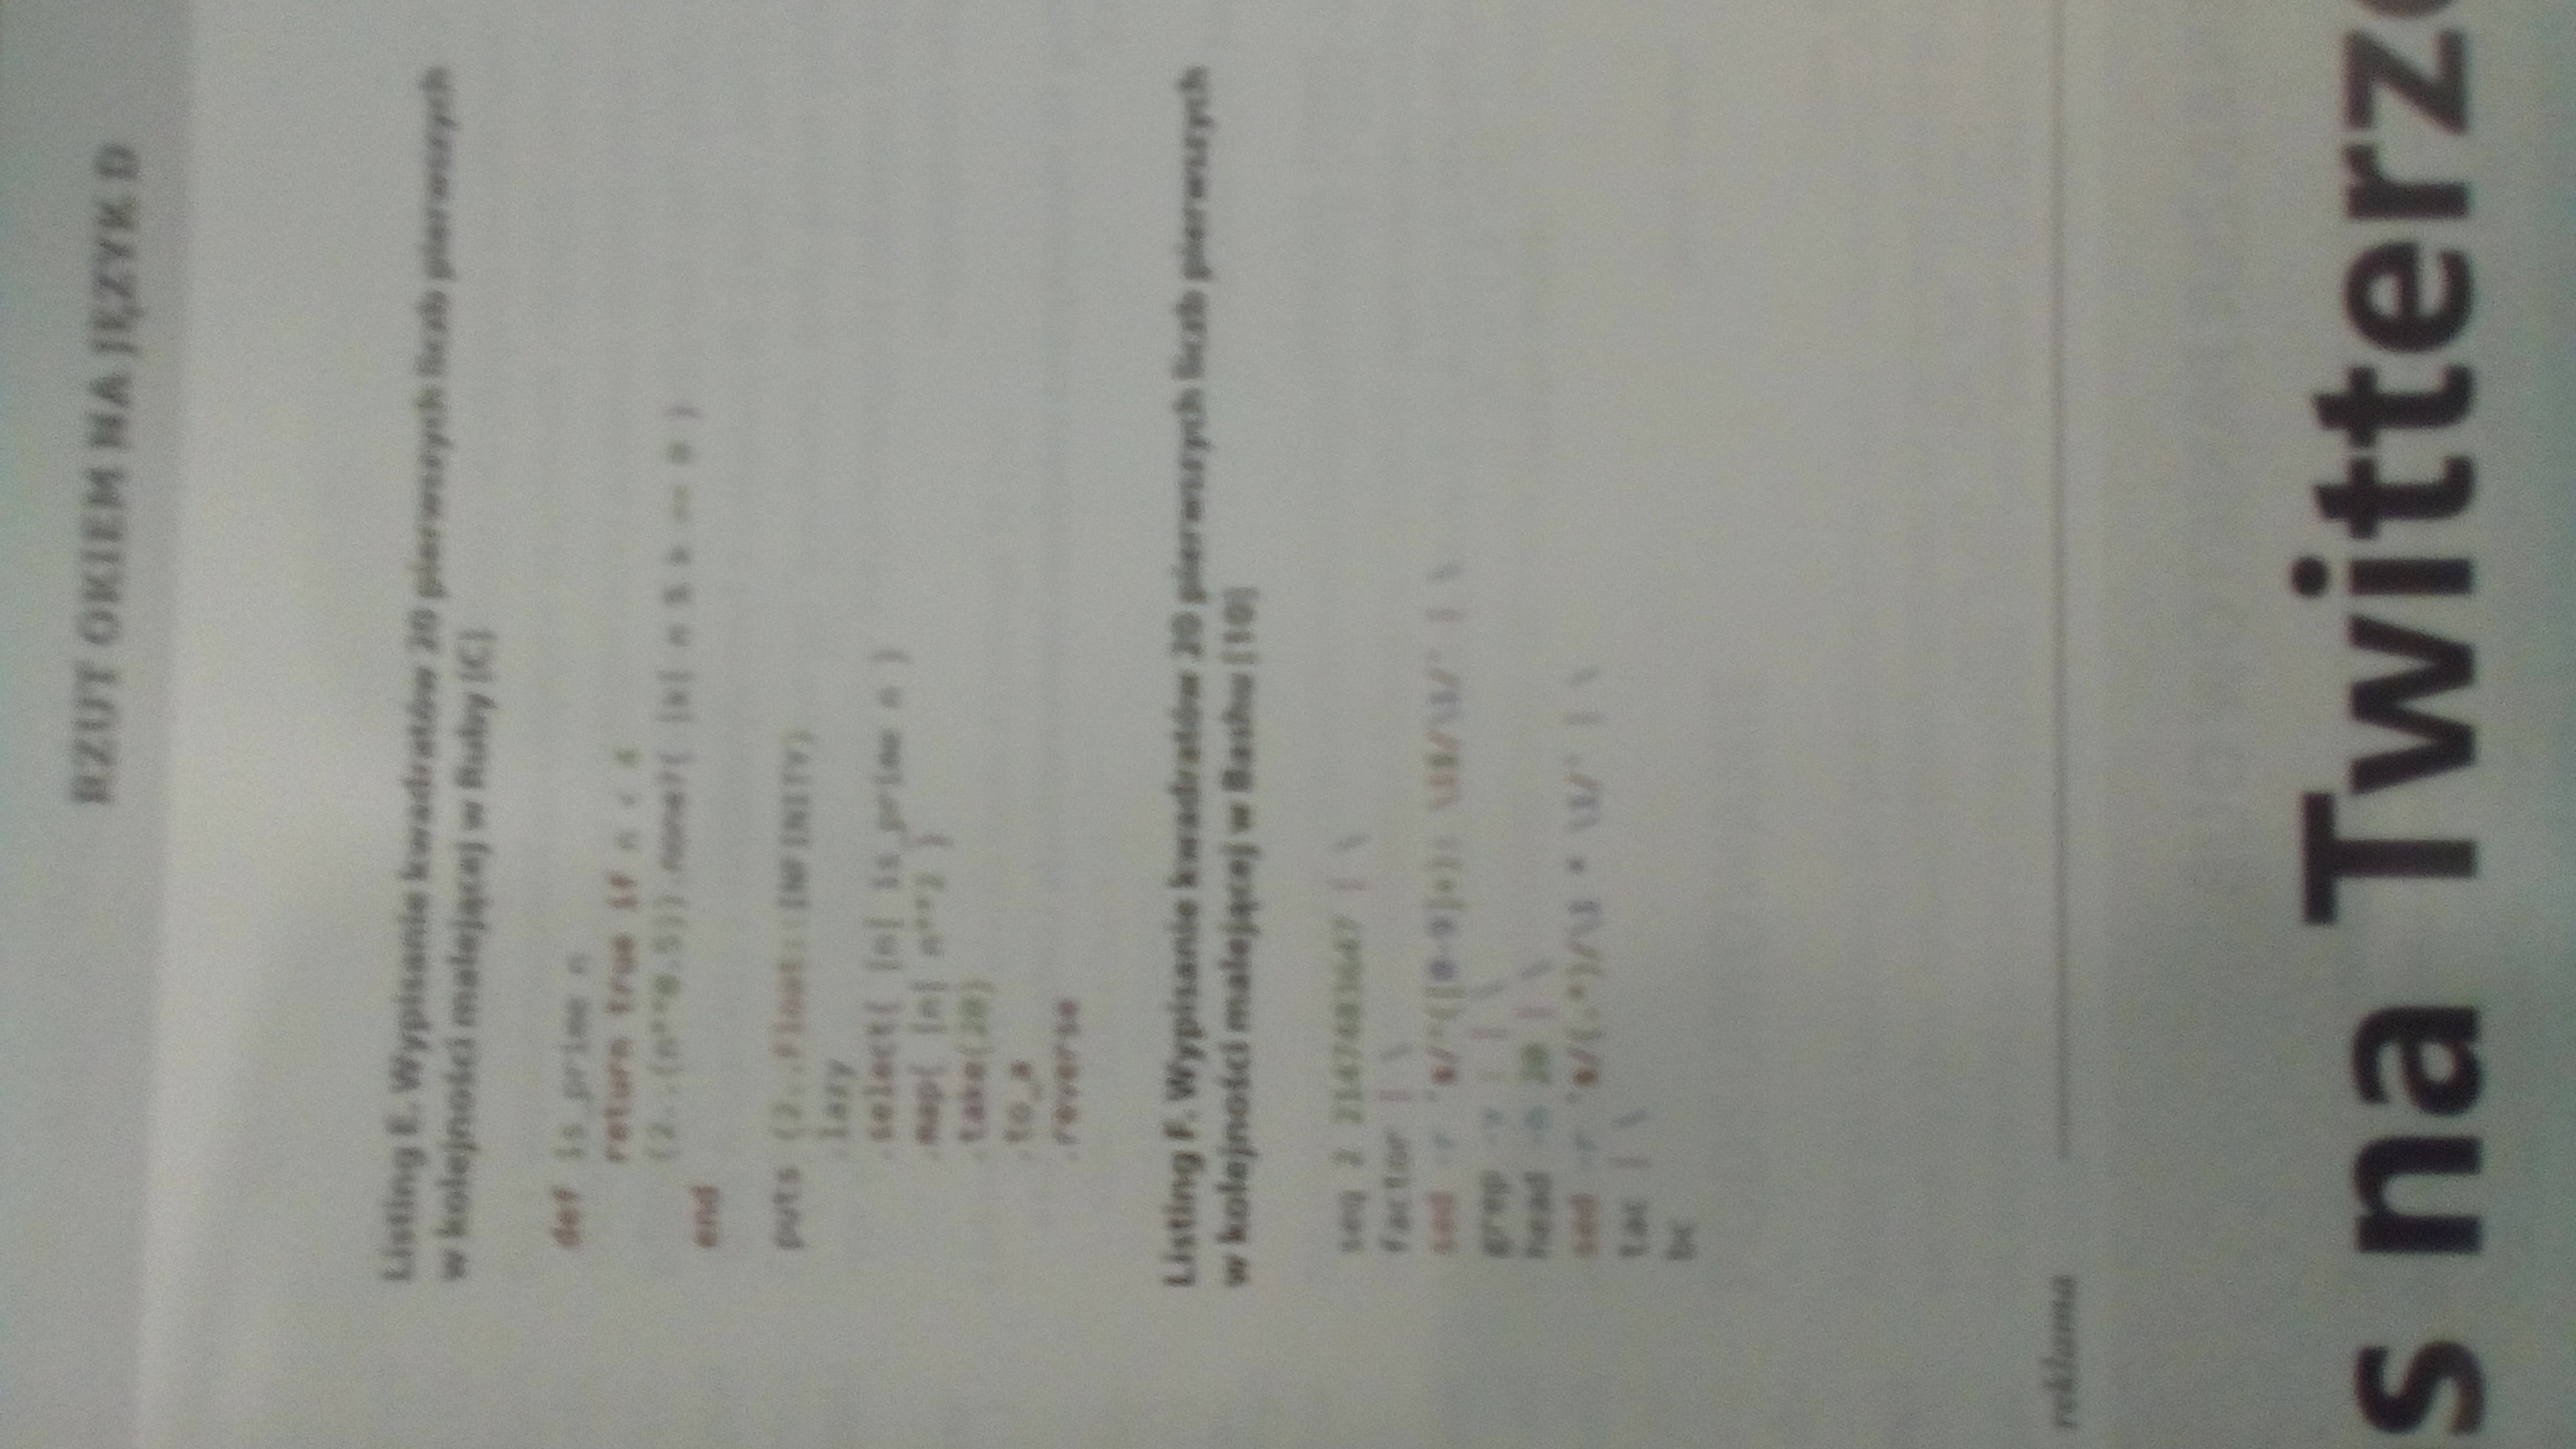 RZUT OKIEM NA JĘZYK D
Listing E. Wypisanie kwadratów 20 pierwszych liczb pierwszych
w kolejności malejącej w Ruby [C]
def is_prime n
return true if n < 4
(2..(n**0.5)).none?{ |k| n % k == 0 }
end
puts (2..Float::INFINITY)
.lazy
.select{ |n| is_prime n }
.map{ |n| n**2 }
.take(20)
.to_a
.reverse
Listing F. Wypisanie kwadratów 20 pierwszych liczb pierwszych
w kolejności malejącej w Bashu [10]
seq 2 2147483647 | \
factor | \
sed -r 's/^([0-9]+): \1$/\1/' | \
grep -v : | \
head -n 20 | \
sed -r 's/(.*)/\1 * \1/' | \
tac | \
bc
reklama
s na Twitterze